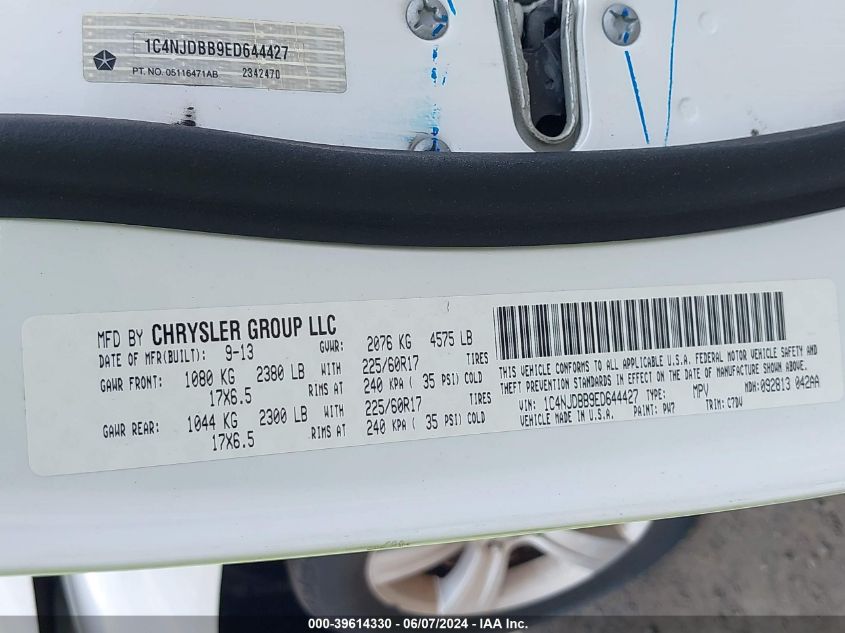 1C4NJDBB9ED644427
PT. NO. 05116471AB 2342470
MFD BY CHRYSLER GROUP LLC
DATE OF MFR(BUILT): 9-13 GVWR: 2076 KG 4575 LB
GAWR FRONT: 1080 KG 2380 LB WITH 225/60R17 TIRES
17X6.5 RIMS AT 240 KPA ( 35 PSI) COLD
GAWR REAR: 1044 KG 2300 LB WITH 225/60R17 TIRES
17X6.5 RIMS AT 240 KPA ( 35 PSI) COLD
THIS VEHICLE CONFORMS TO ALL APPLICABLE U.S.A. FEDERAL MOTOR VEHICLE SAFETY AND
THEFT PREVENTION STANDARDS IN EFFECT ON THE DATE OF MANUFACTURE SHOWN ABOVE.
VIN: 1C4NJDBB9ED644427 TYPE: MPV MDH:092813 042AA
VEHICLE MADE IN U.S.A. PAINT: PW7 TRIM: C7DV
000-39614330 - 06/07/2024 - IAA Inc.